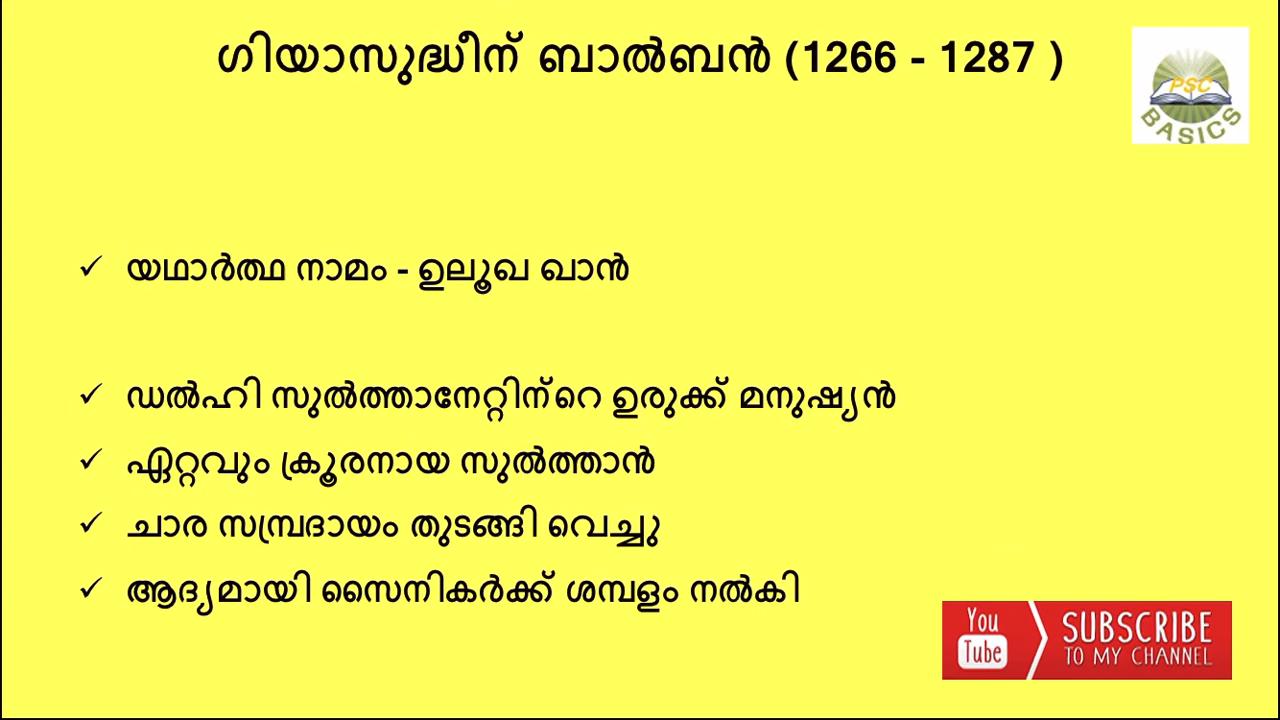 ഗിയാസുദ്ധീന് ബാൽബൻ (1266 - 1287 )
PSC
BASICS
✓ യഥാർത്ഥ നാമം - ഉലൂഖ ഖാൻ
✓ ഡൽഹി സുൽത്താനേറ്റിന്റെ ഉരുക്ക് മനുഷ്യൻ
✓ ഏറ്റവും ക്രൂരനായ സുൽത്താൻ
✓ ചാര സമ്പ്രദായം തുടങ്ങി വെച്ചു
✓ ആദ്യമായി സൈനികർക്ക് ശമ്പളം നൽകി
You
Tube
SUBSCRIBE
TO MY CHANNEL